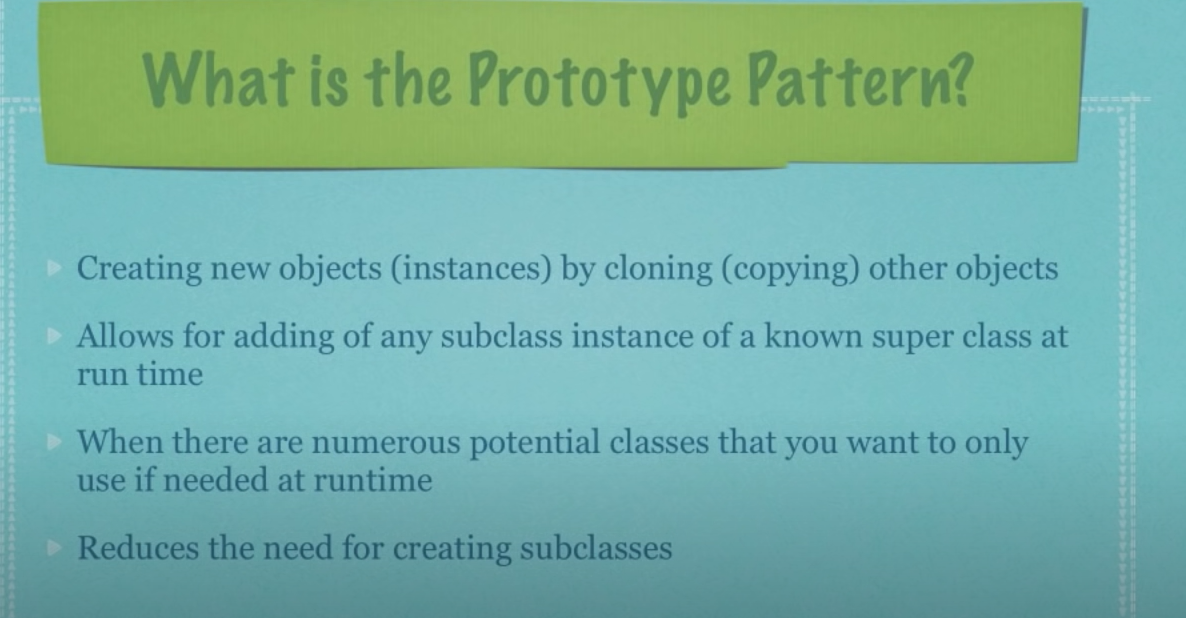 What is the Prototype Pattern?
Creating new objects (instances) by cloning (copying) other objects
Allows for adding of any subclass instance of a known super class at
run time
When there are numerous potential classes that you want to only
use if needed at runtime
Reduces the need for creating subclasses